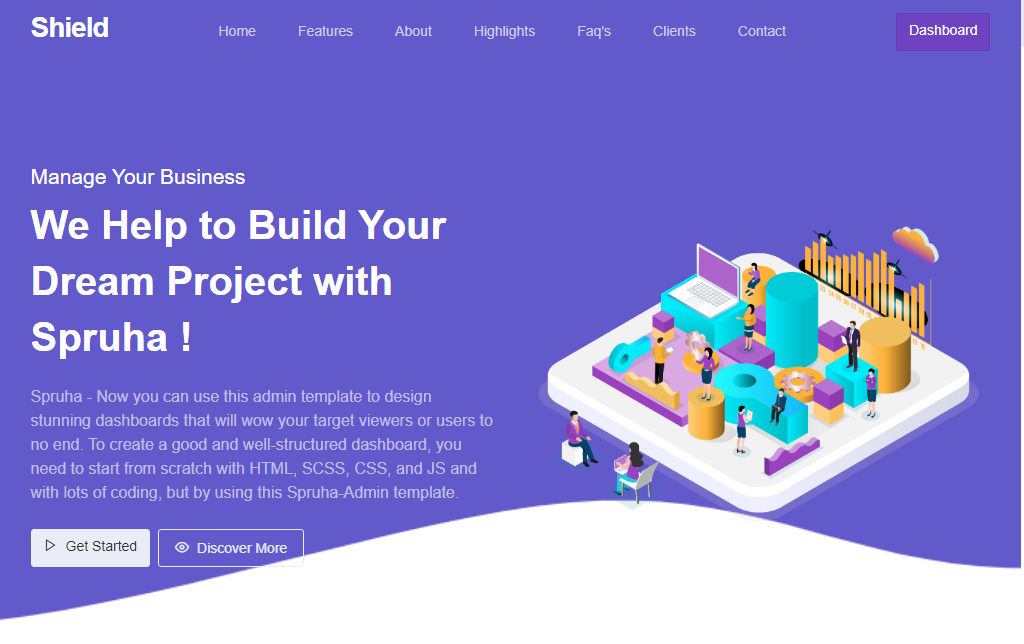 Shield
Home Features About Highlights Faq's Clients Contact Dashboard
Manage Your Business
We Help to Build Your
Dream Project with
Spruha !
Spruha - Now you can use this admin template to design
stunning dashboards that will wow your target viewers or users to
no end. To create a good and well-structured dashboard, you
need to start from scratch with HTML, SCSS, CSS, and JS and
with lots of coding, but by using this Spruha-Admin template.
Get Started Discover More